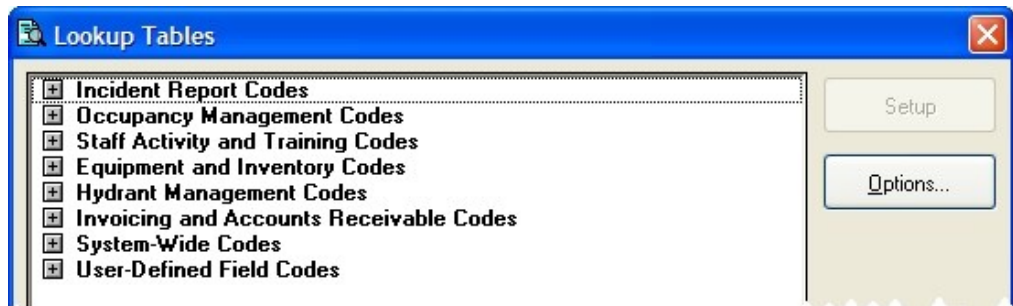 Lookup Tables
Incident Report Codes
Setup
Occupancy Management Codes
Staff Activity and Training Codes
Equipment and Inventory Codes
Options...
Hydrant Management Codes
Invoicing and Accounts Receivable Codes
System-Wide Codes
User-Defined Field Codes